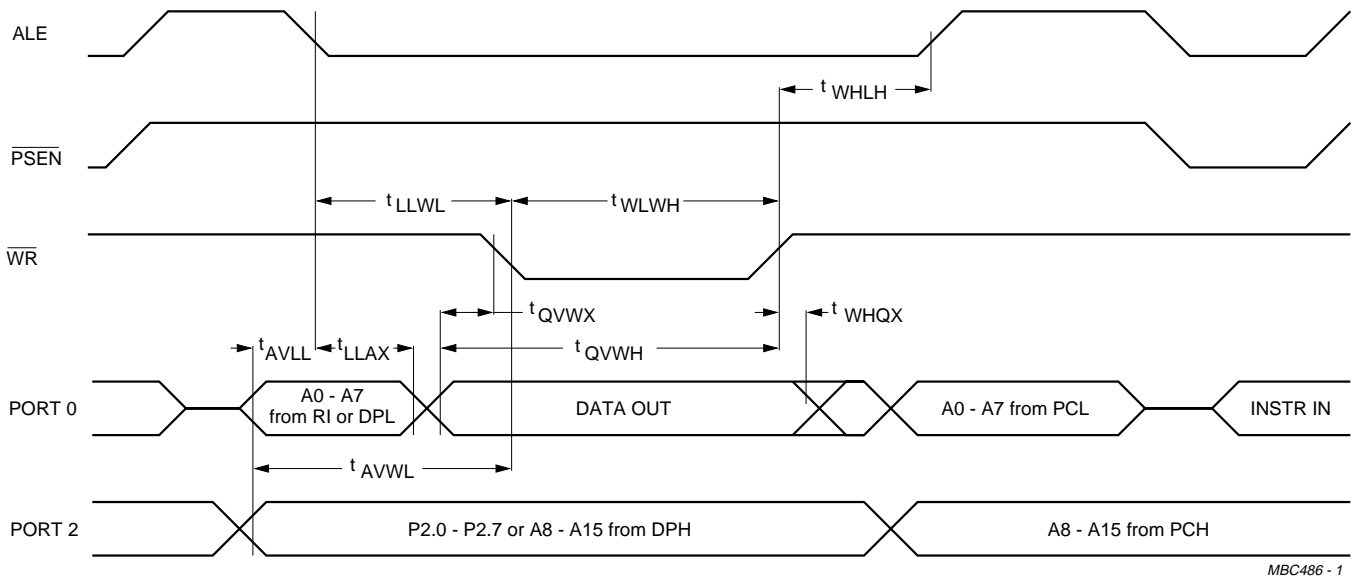 ALE
t WHLH
PSEN
t LLWL
t WLWH
WR
t QVWX
t WHQX
t AVLL
t LLAX
t QVWH
PORT 0
A0 - A7
from RI or DPL
DATA OUT
A0 - A7 from PCL
INSTR IN
t AVWL
PORT 2
P2.0 - P2.7 or A8 - A15 from DPH
A8 - A15 from PCH
MBC486 - 1